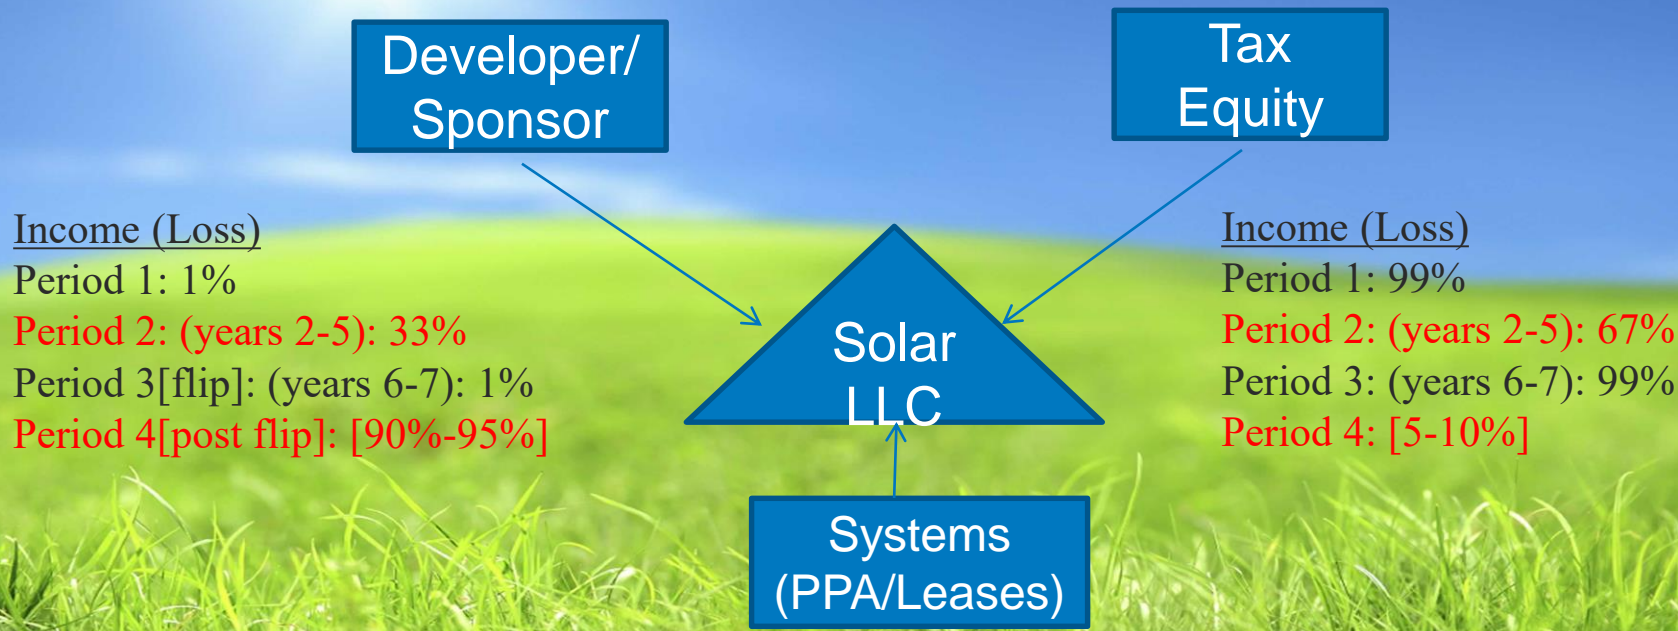 Developer/
Sponsor
Tax
Equity
Income (Loss)
Period 1: 1%
Period 2: (years 2-5): 33%
Period 3[flip]: (years 6-7): 1%
Period 4[post flip]: [90%-95%]
Solar
LLC
Income (Loss)
Period 1: 99%
Period 2: (years 2-5): 67%
Period 3: (years 6-7): 99%
Period 4: [5-10%]
Systems
(PPA/Leases)